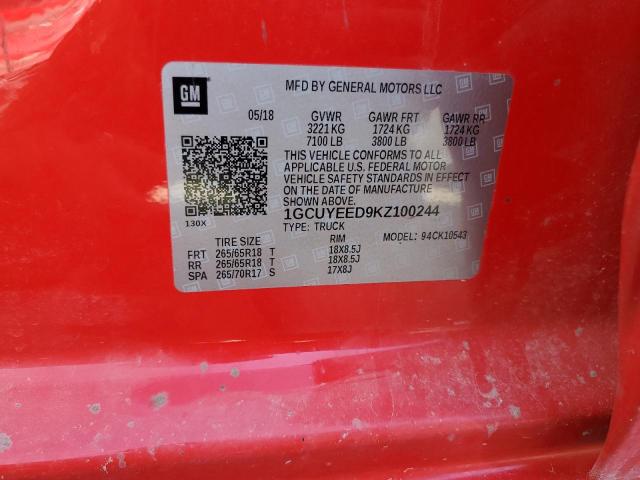 GM
MFD BY GENERAL MOTORS LLC
05/18 GVWR GAWR FRT GAWR RR
3221 KG 1724 KG 1724 KG
7100 LB 3800 LB 3800 LB
THIS VEHICLE CONFORMS TO ALL
APPLICABLE U.S. FEDERAL MOTOR
VEHICLE SAFETY STANDARDS IN EFFECT
ON THE DATE OF MANUFACTURE
SHOWN ABOVE.
130X
1GCUYEED9KZ100244
TYPE: TRUCK MODEL: 94CK10543
TIRE SIZE RIM
FRT 265/65R18 T 18X8.5J
RR 265/65R18 T 18X8.5J
SPA 265/70R17 S 17X8J